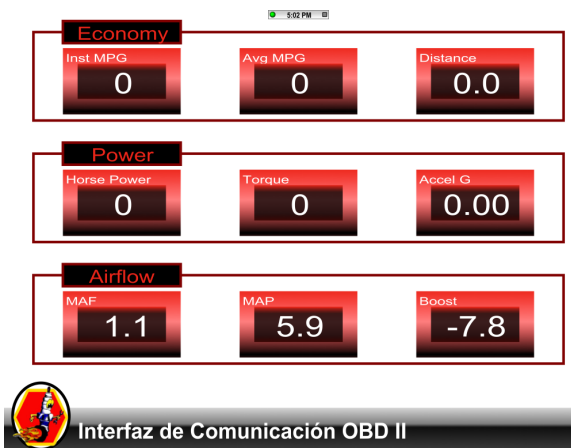 5:02 PM
Economy
Inst MPG
0
Avg MPG
0
Distance
0.0
Power
Horse Power
0
Torque
0
Accel G
0.00
Airflow
MAF
1.1
MAP
5.9
Boost
-7.8
Interfaz de Comunicación OBD II